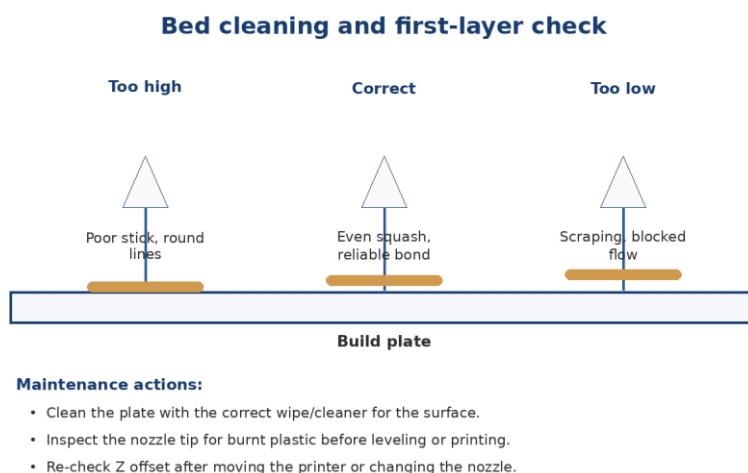 Bed cleaning and first-layer check
Too high
Correct
Too low
Poor stick, round
lines
Even squash,
reliable bond
Scraping, blocked
flow
Build plate
Maintenance actions:
• Clean the plate with the correct wipe/cleaner for the surface.
• Inspect the nozzle tip for burnt plastic before leveling or printing.
• Re-check Z offset after moving the printer or changing the nozzle.